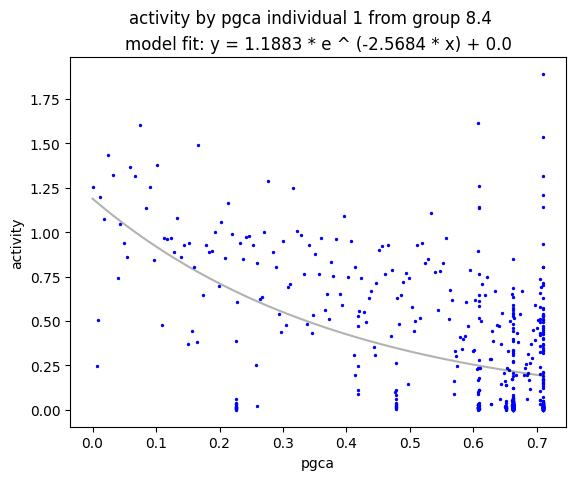 activity by pgca individual 1 from group 8.4
model fit: y = 1.1883 * e ^ (-2.5684 * x) + 0.0
activity
1.75
1.50
1.25
1.00
0.75
0.50
0.25
0.00
0.0 0.1 0.2 0.3 0.4 0.5 0.6 0.7
pgca